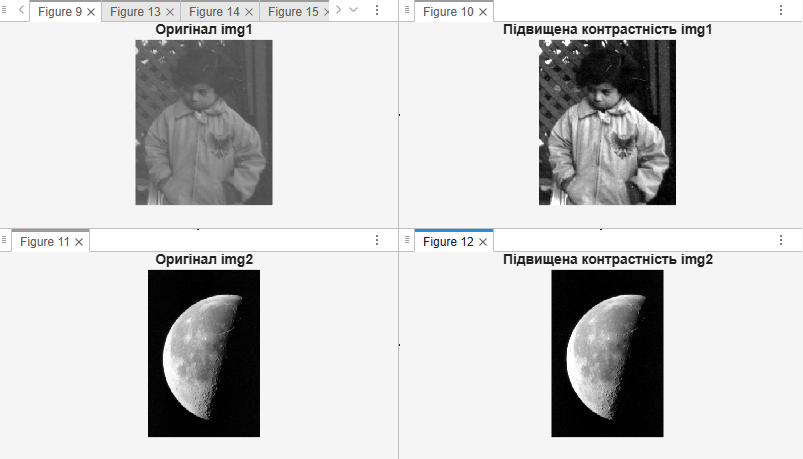 Figure 9
Figure 13
Figure 14
Figure 15
Figure 10
Оригінал img1
Підвищена контрастність img1
Figure 11
Figure 12
Оригінал img2
Підвищена контрастність img2